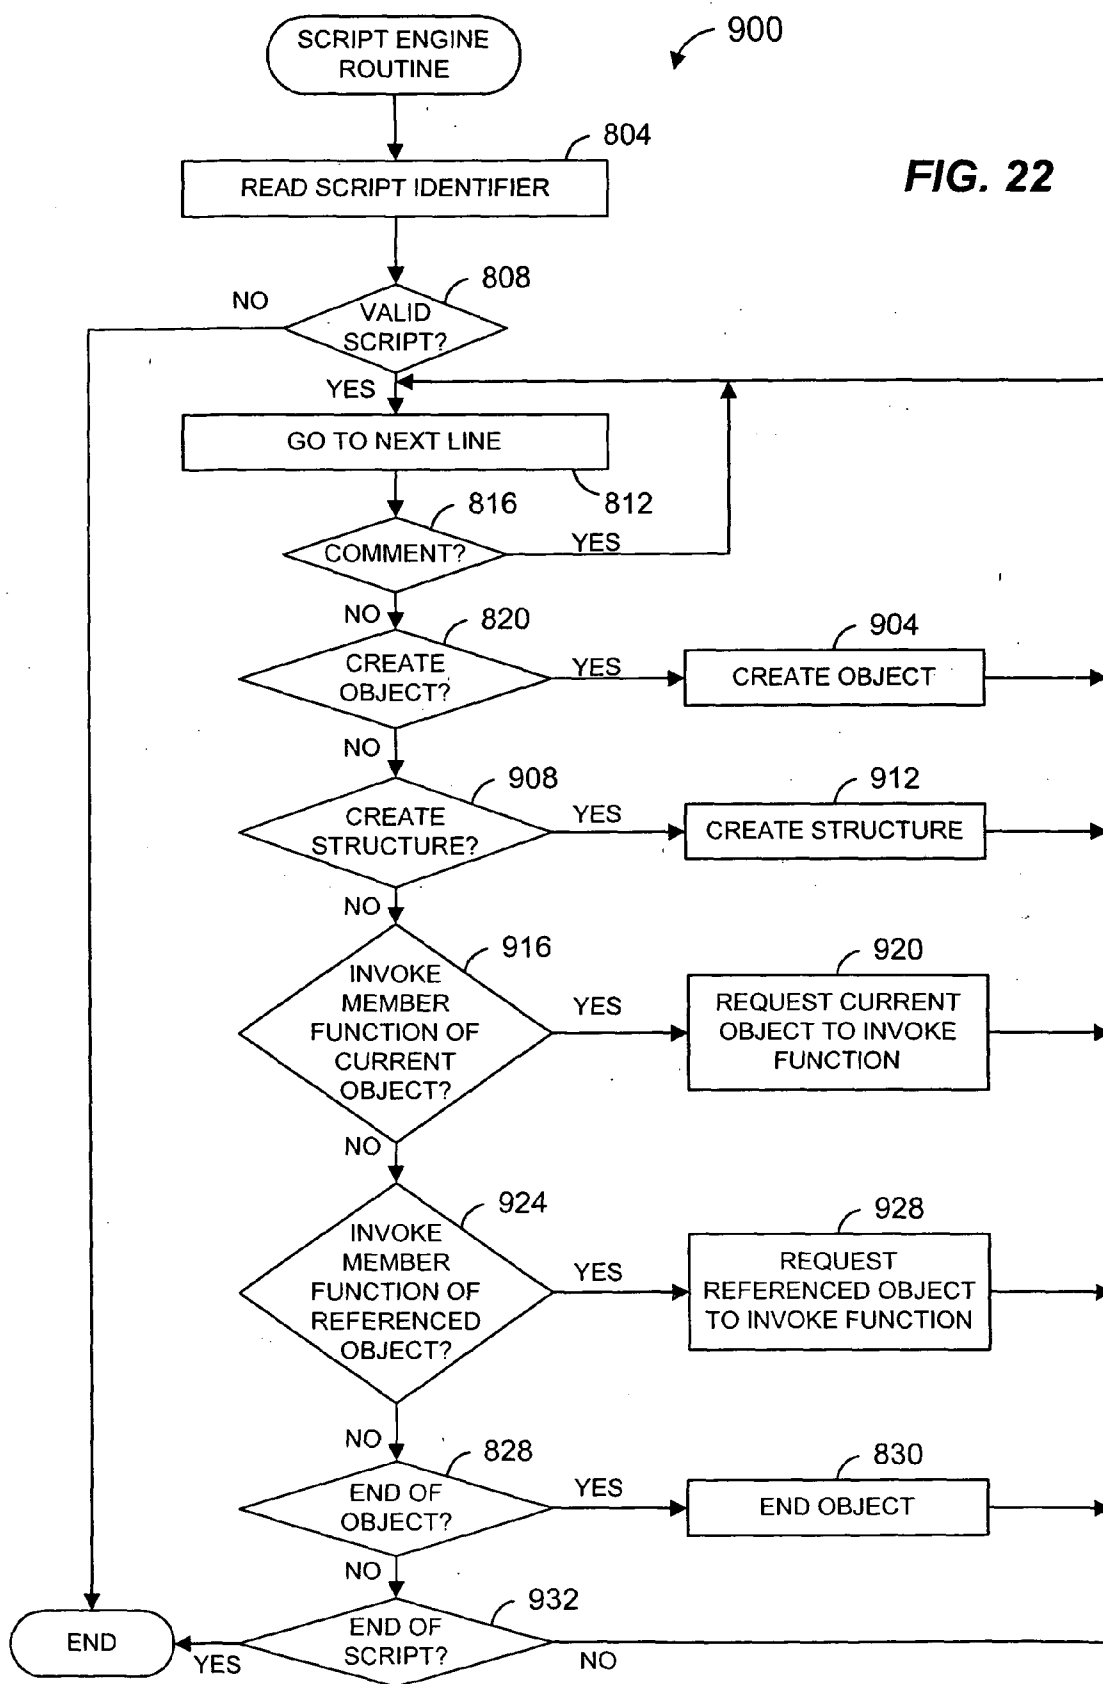 SCRIPT ENGINE
ROUTINE
900
804
READ SCRIPT IDENTIFIER
FIG. 22
808
NO
VALID
SCRIPT?
YES
GO TO NEXT LINE
812
816
COMMENT?
YES
NO
820
904
CREATE
OBJECT?
YES
CREATE OBJECT
NO
908
912
CREATE
STRUCTURE?
YES
CREATE STRUCTURE
NO
916
920
INVOKE
MEMBER
FUNCTION OF
CURRENT
OBJECT?
YES
REQUEST CURRENT
OBJECT TO INVOKE
FUNCTION
NO
924
928
INVOKE
MEMBER
FUNCTION OF
REFERENCED
OBJECT?
YES
REQUEST
REFERENCED OBJECT
TO INVOKE FUNCTION
NO
828
830
END OF
OBJECT?
YES
END OBJECT
NO
932
END OF
SCRIPT?
END
YES
NO